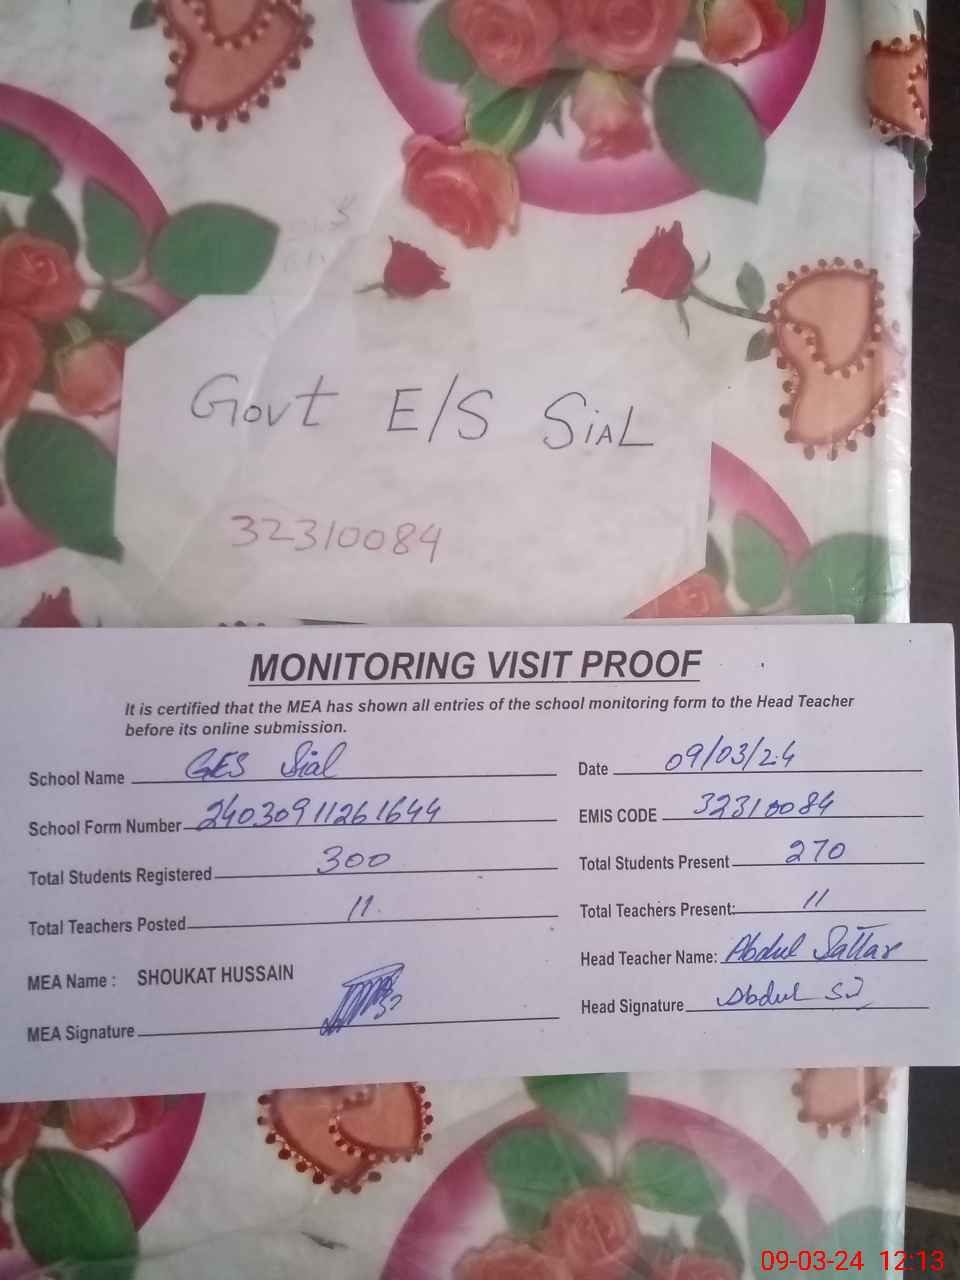 Govt E/S SiAL
32310084
MONITORING VISIT PROOF
It is certified that the MEA has shown all entries of the school monitoring form to the Head Teacher
before its online submission.
School Name GES Sial
Date 09/03/24
School Form Number 24030911261644
EMIS CODE 32310084
Total Students Registered 300
Total Students Present 270
Total Teachers Posted 11
Total Teachers Present: 11
MEA Name : SHOUKAT HUSSAIN
Head Teacher Name: Abdul Sattar
MEA Signature
Head Signature Abdul
09-03-24 12:13